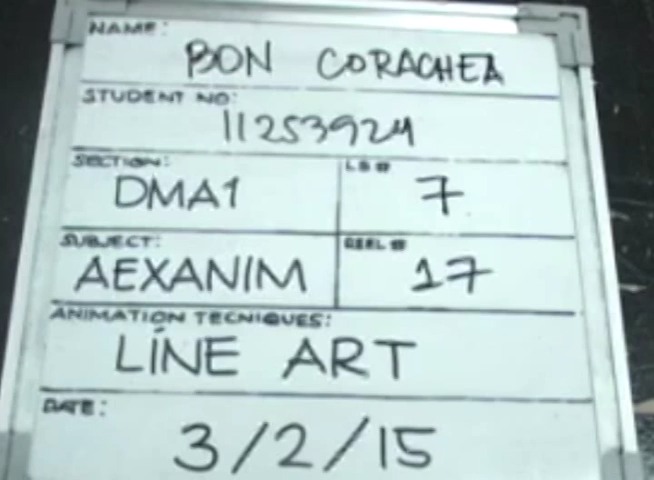 NAME:
BON CORACHEA
STUDENT NO:
11253924
SECTION: LB #
DMA1 7
SUBJECT: REEL #
AEXANIM 17
ANIMATION TECNIQUES:
LINE ART
DATE:
3/2/15